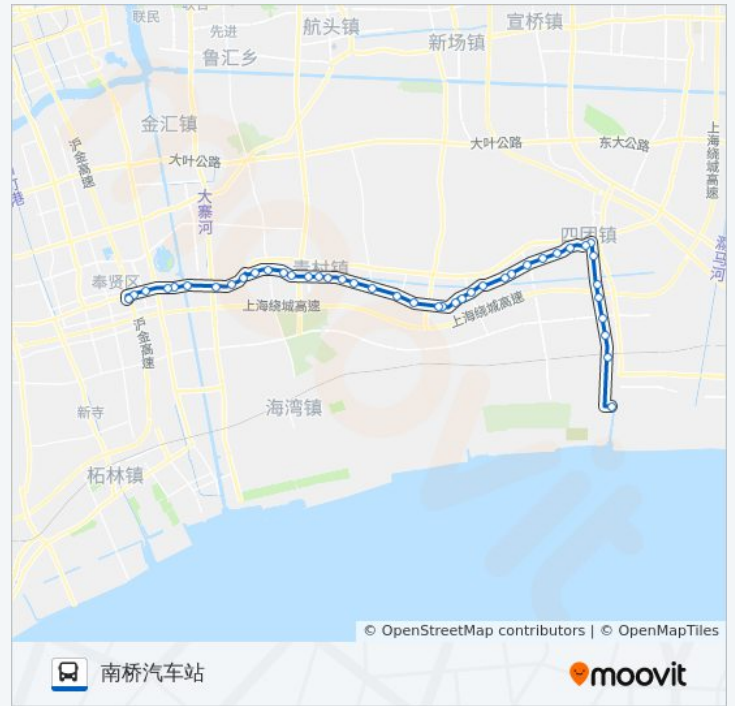 联民
先进
航头镇
宣桥镇
鲁汇乡
新场镇
金汇镇
沪金高速
大叶公路
大叶公路
东大公路
上海绕城高速
大寨河
四团镇
奉贤区
青村镇
上海绕城高速
上海绕城高速
沪金高速
新寺
海湾镇
柘林镇
© OpenStreetMap contributors | © OpenMapTiles
南桥汽车站
moovit